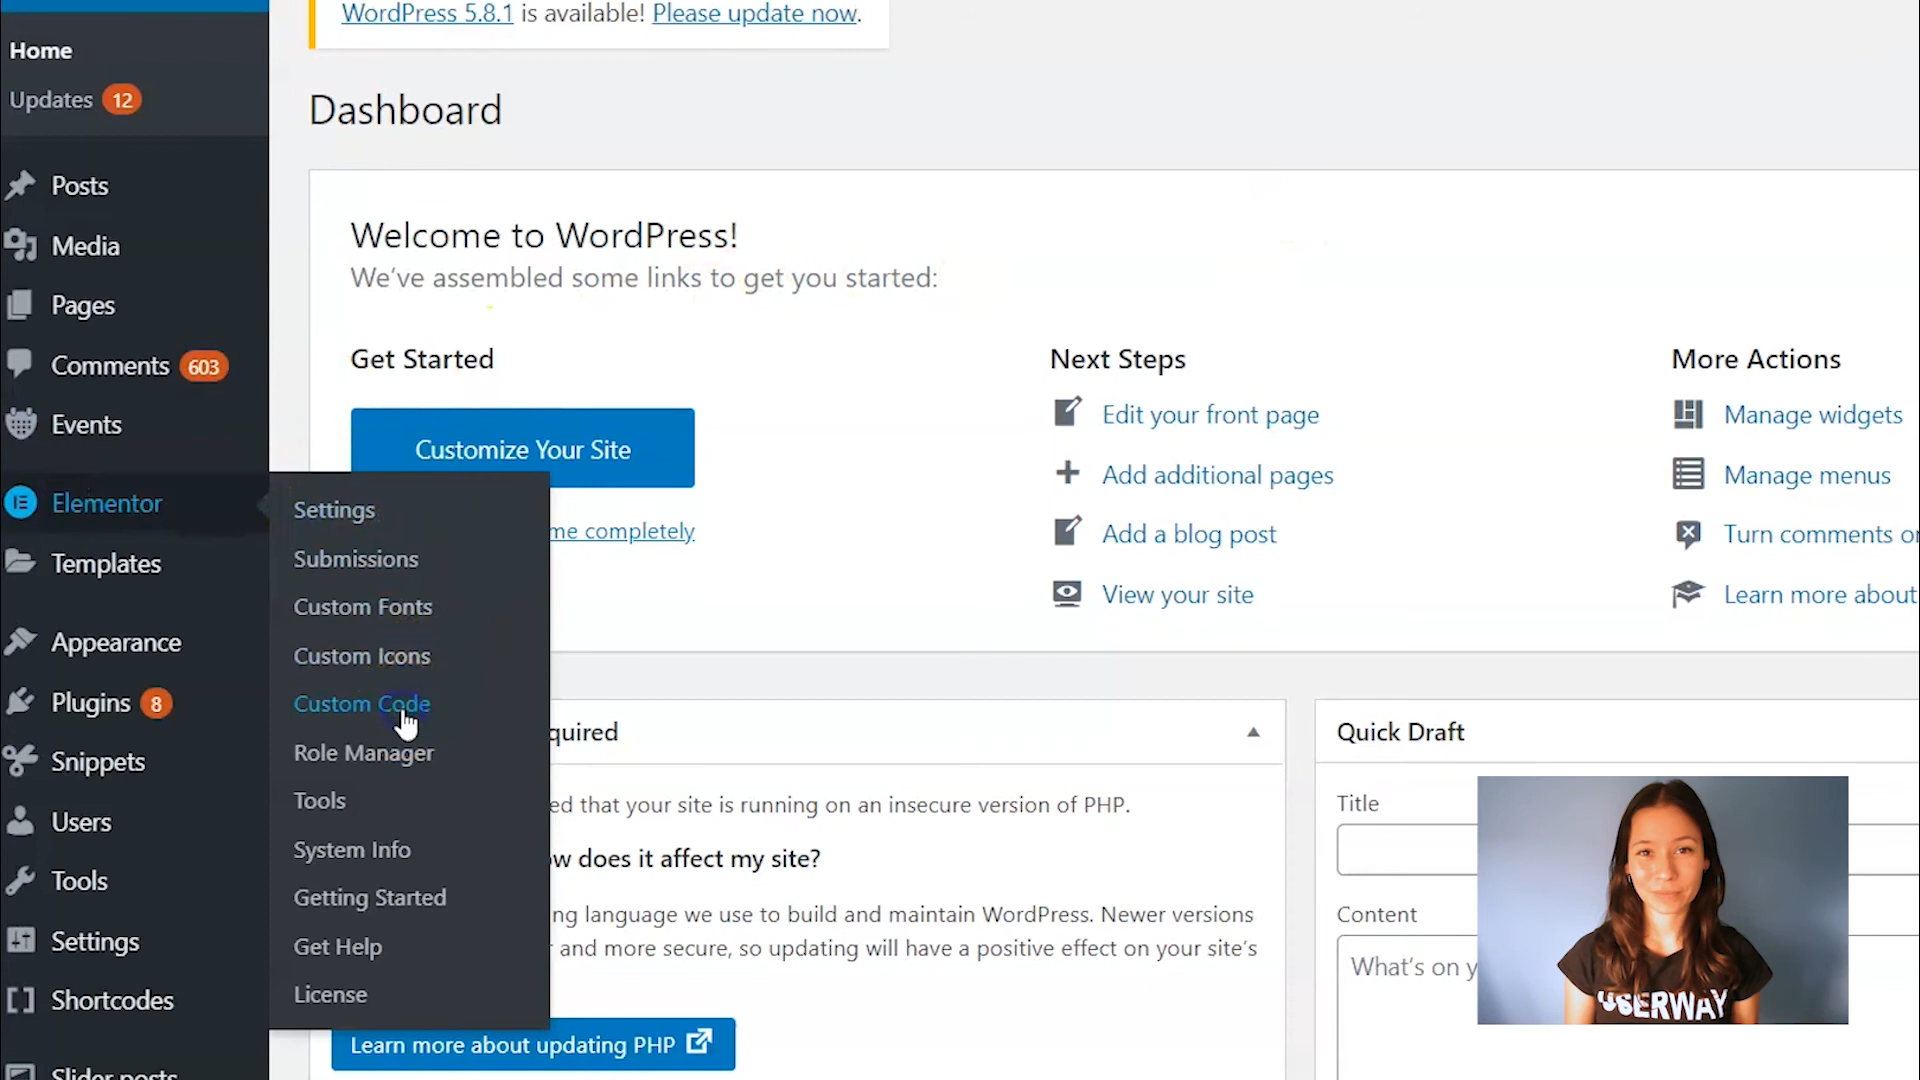 WordPress 5.8.1 is available! Please update now.
Home
Updates 12
Dashboard
Posts
Media
Pages
Comments 603
Events
Elementor
Templates
Appearance
Plugins 8
Snippets
Users
Tools
Settings
Shortcodes
Slider posts
Settings
Submissions
Custom Fonts
Custom Icons
Custom Code
Role Manager
Tools
System Info
Getting Started
Get Help
License
Welcome to WordPress!
We've assembled some links to get you started:
Get Started
Customize Your Site
me completely
Next Steps
Edit your front page
Add additional pages
Add a blog post
View your site
More Actions
Manage widgets
Manage menus
Turn comments
Learn more about
quired
ed that your site is running on an insecure version of PHP.
ow does it affect my site?
ng language we use to build and maintain WordPress. Newer versions
and more secure, so updating will have a positive effect on your site's
Learn more about updating PHP
Quick Draft
Title
Content
What's on
USERWAY